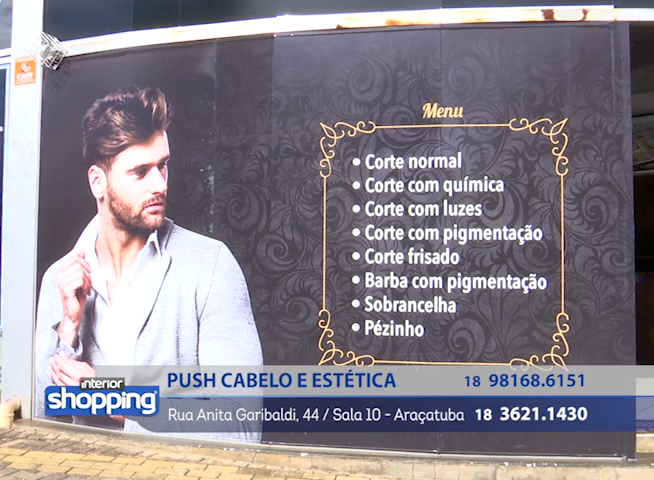 Menu
• Corte normal
• Corte com química
• Corte com luzes
• Corte com pigmentação
• Corte frisado
• Barba com pigmentação
• Sobrancelha
• Pézinho
interior
shopping
PUSH CABELO E ESTÉTICA 18 98168.6151
Rua Anita Garibaldi, 44 / Sala 10 - Araçatuba 18 3621.1430